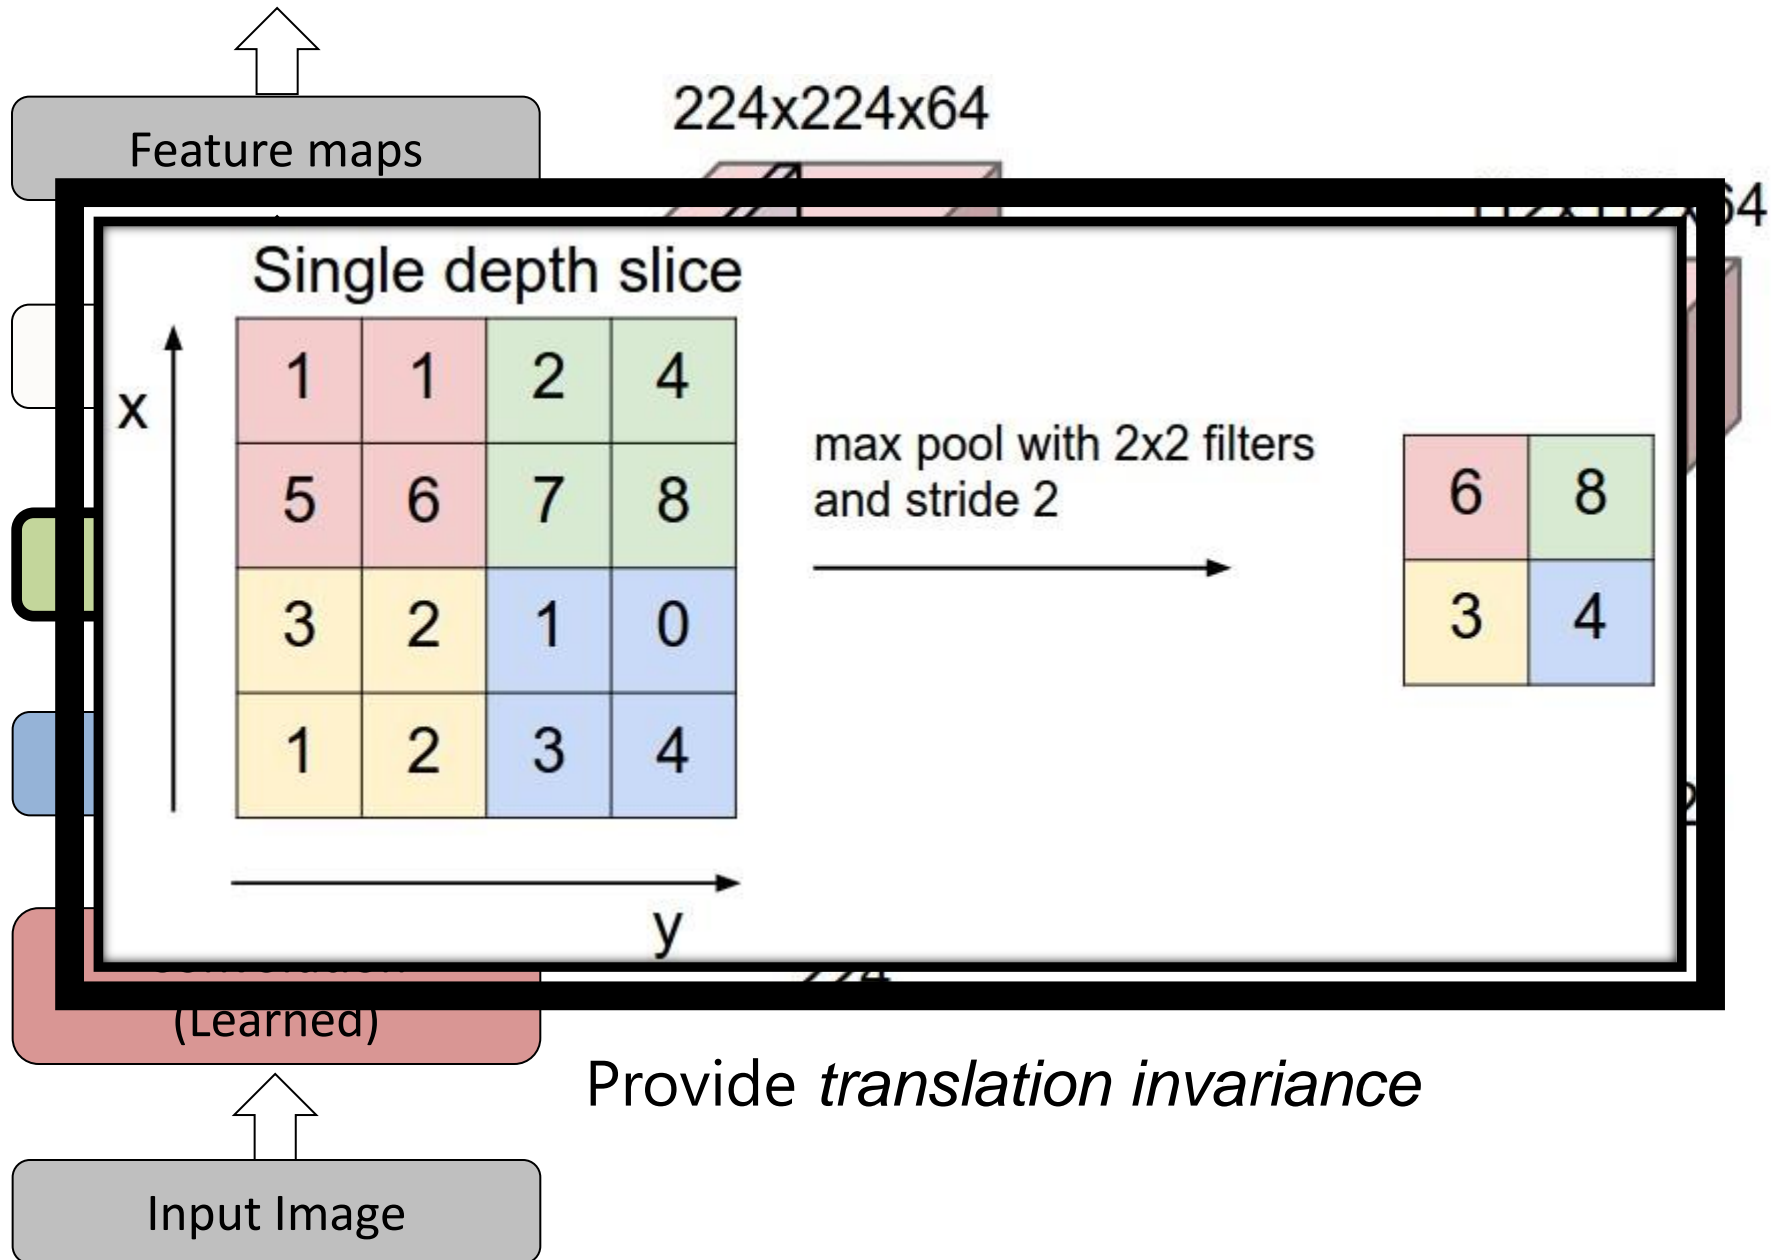 Feature maps
224x224x64
Single depth slice
x
1 1 2 4
5 6 7 8
3 2 1 0
1 2 3 4
y
max pool with 2x2 filters
and stride 2
6 8
3 4
(Learned)
Provide translation invariance
Input Image